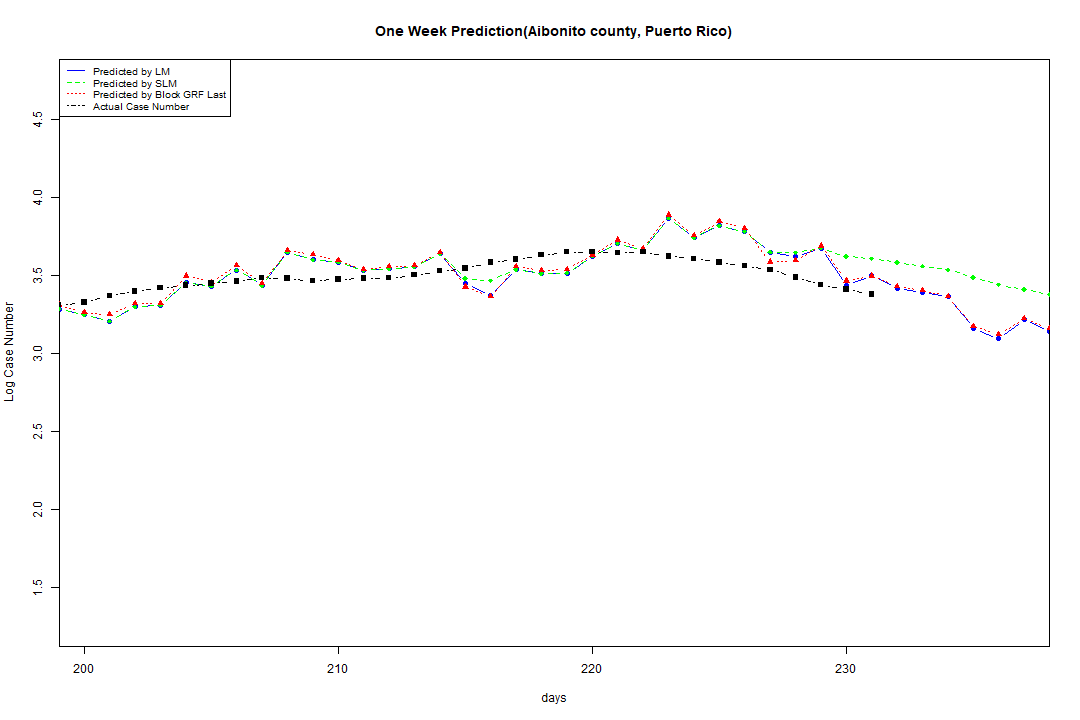 One Week Prediction(Aibonito county, Puerto Rico)
Predicted by LM
Predicted by SLM
Predicted by Block GRF Last
Actual Case Number
4.5
4.0
3.5
3.0
2.5
2.0
1.5
Log Case Number
200 210 220 230
days